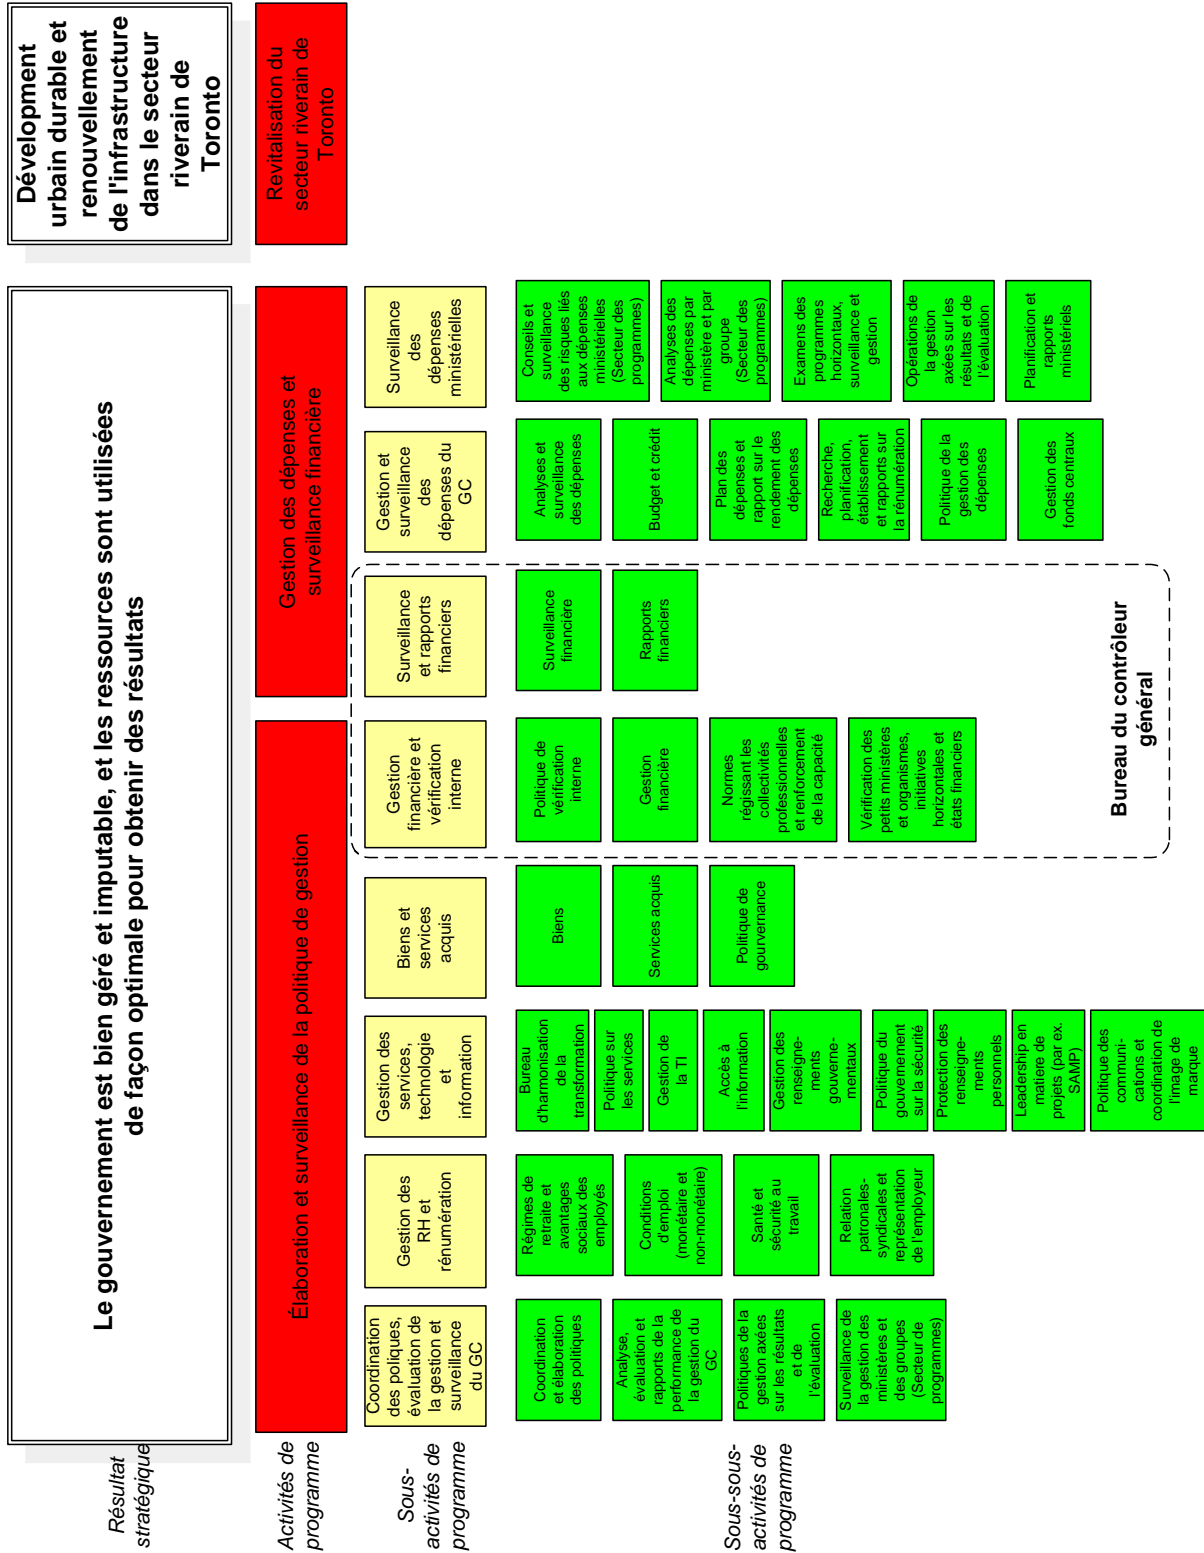 Résultat
stratégique
Le gouvernement est bien géré et imputable, et les ressources sont utilisées
de façon optimale pour obtenir des résultats
Dévelopment
urbain durable et
renouvellement
de l'infrastructure
dans le secteur
riverain de
Toronto
Activités de
programme
Élaboration et surveillance de la politique de gestion
Gestion des dépenses et
surveillance financière
Revitalisation du
secteur riverain de
Toronto
Sous-
activités de
programme
Coordination
des poliques,
évaluation de
la gestion et
surveillance
du GC
Gestion des
RH et
rénumération
Gestion des
services,
technologie
et
information
Biens et
services
acquis
Gestion
financière et
vérification
interne
Surveillance
et rapports
financiers
Gestion et
surveillance
des
dépenses du
GC
Surveillance
des
dépenses
ministérielles
Sous-sous-
activités de
programme
Coordination
et élaboration
des politiques
Analyse,
évaluation et
rapports de la
performance de
la gestion du
GC
Politiques de la
gestion axées
sur les résultats
et de
l'évaluation
Surveillance de
la gestion des
ministères et
des groupes
(Secteur de
programmes)
Régimes de
retraite et
avantages
sociaux des
employés
Conditions
d'emploi
(monétaire et
non-monétaire)
Santé et
sécurité au
travail
Relation
patronales-
syndicales et
représentation
de l'employeur
Bureau
d'harmonisation
de la
transformation
Politique sur
les services
Gestion de
la TI
Accès à
l'information
Gestion des
renseigne-
ments
gouverne-
mentaux
Politique du
gouvernement
sur la sécurité
Protection des
renseigne-
ments
personnels
Leadership en
matiere de
projets (par ex.
SAMP)
Politique des
communi-
cations et
coordination de
l'image de
marque
Biens
Services acquis
Politique de
gourvernance
Politique de
vérification
interne
Gestion
financière
Normes
régissant les
collectivités
professionnelles
et renforcement
de la capacité
Vérification des
petits ministères
et organismes,
initiatives
horizontales et
états financiers
Surveillance
financière
Rapports
financiers
Bureau du contrôleur
général
Analyses et
surveillance
des dépenses
Budget et crédit
Plan des
dépenses et
rapport sur le
rendement des
dépenses
Recherche,
planification,
établissement
et rapports sur
la rénumération
Politique de la
gestion des
dépenses
Gestion des
fonds centraux
Conseils et
surveillance
des risques liés
aux dépenses
ministérielles
(Secteur des
programmes)
Analyses des
dépenses par
ministère et par
groupe
(Secteur des
programmes)
Examens des
programmes
horizontaux,
surveillance et
gestion
Opérations de
la gestion
axées sur les
résultats et de
l'évaluation
Planification et
rapports
ministériels